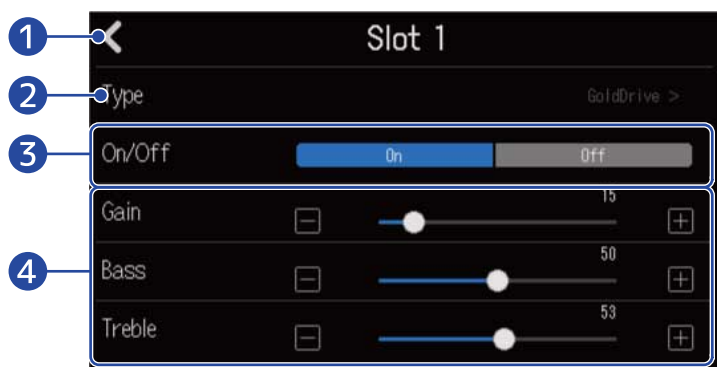 1 Slot 1
2 Type GoldDrive >
3 On/Off On Off
15
Gain
50
4 Bass
53
Treble